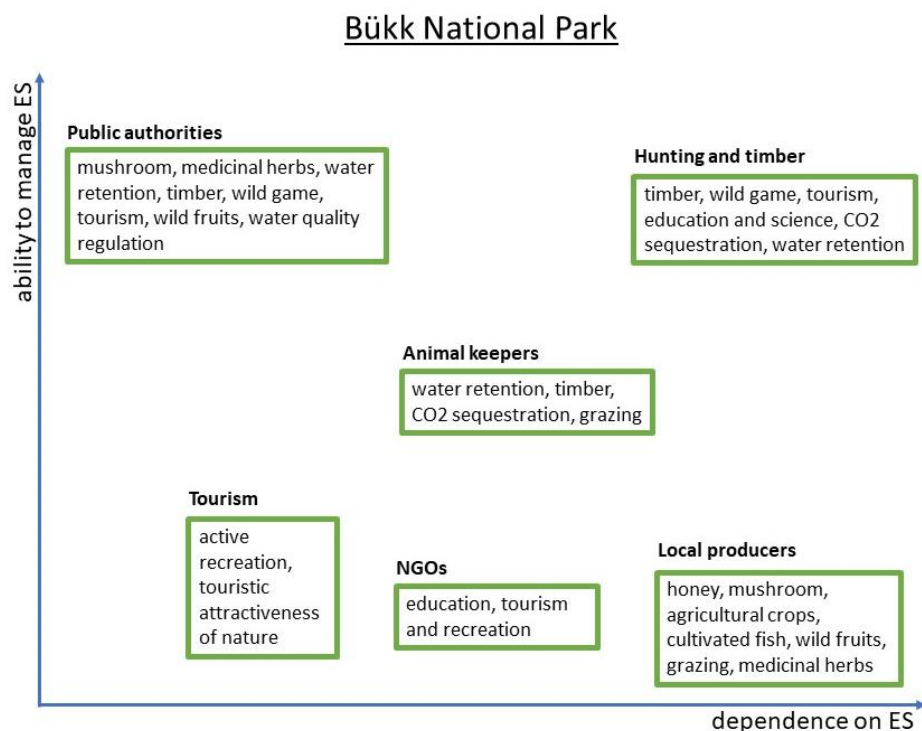 Bükk National Park
ability to manage ES
Public authorities
mushroom, medicinal herbs, water
retention, timber, wild game,
tourism, wild fruits, water quality
regulation
Hunting and timber
timber, wild game, tourism,
education and science, CO2
sequestration, water retention
Animal keepers
water retention, timber,
CO2 sequestration, grazing
Tourism
active
recreation,
touristic
attractiveness
of nature
NGOs
education, tourism
and recreation
Local producers
honey, mushroom,
agricultural crops,
cultivated fish, wild fruits,
grazing, medicinal herbs
dependence on ES